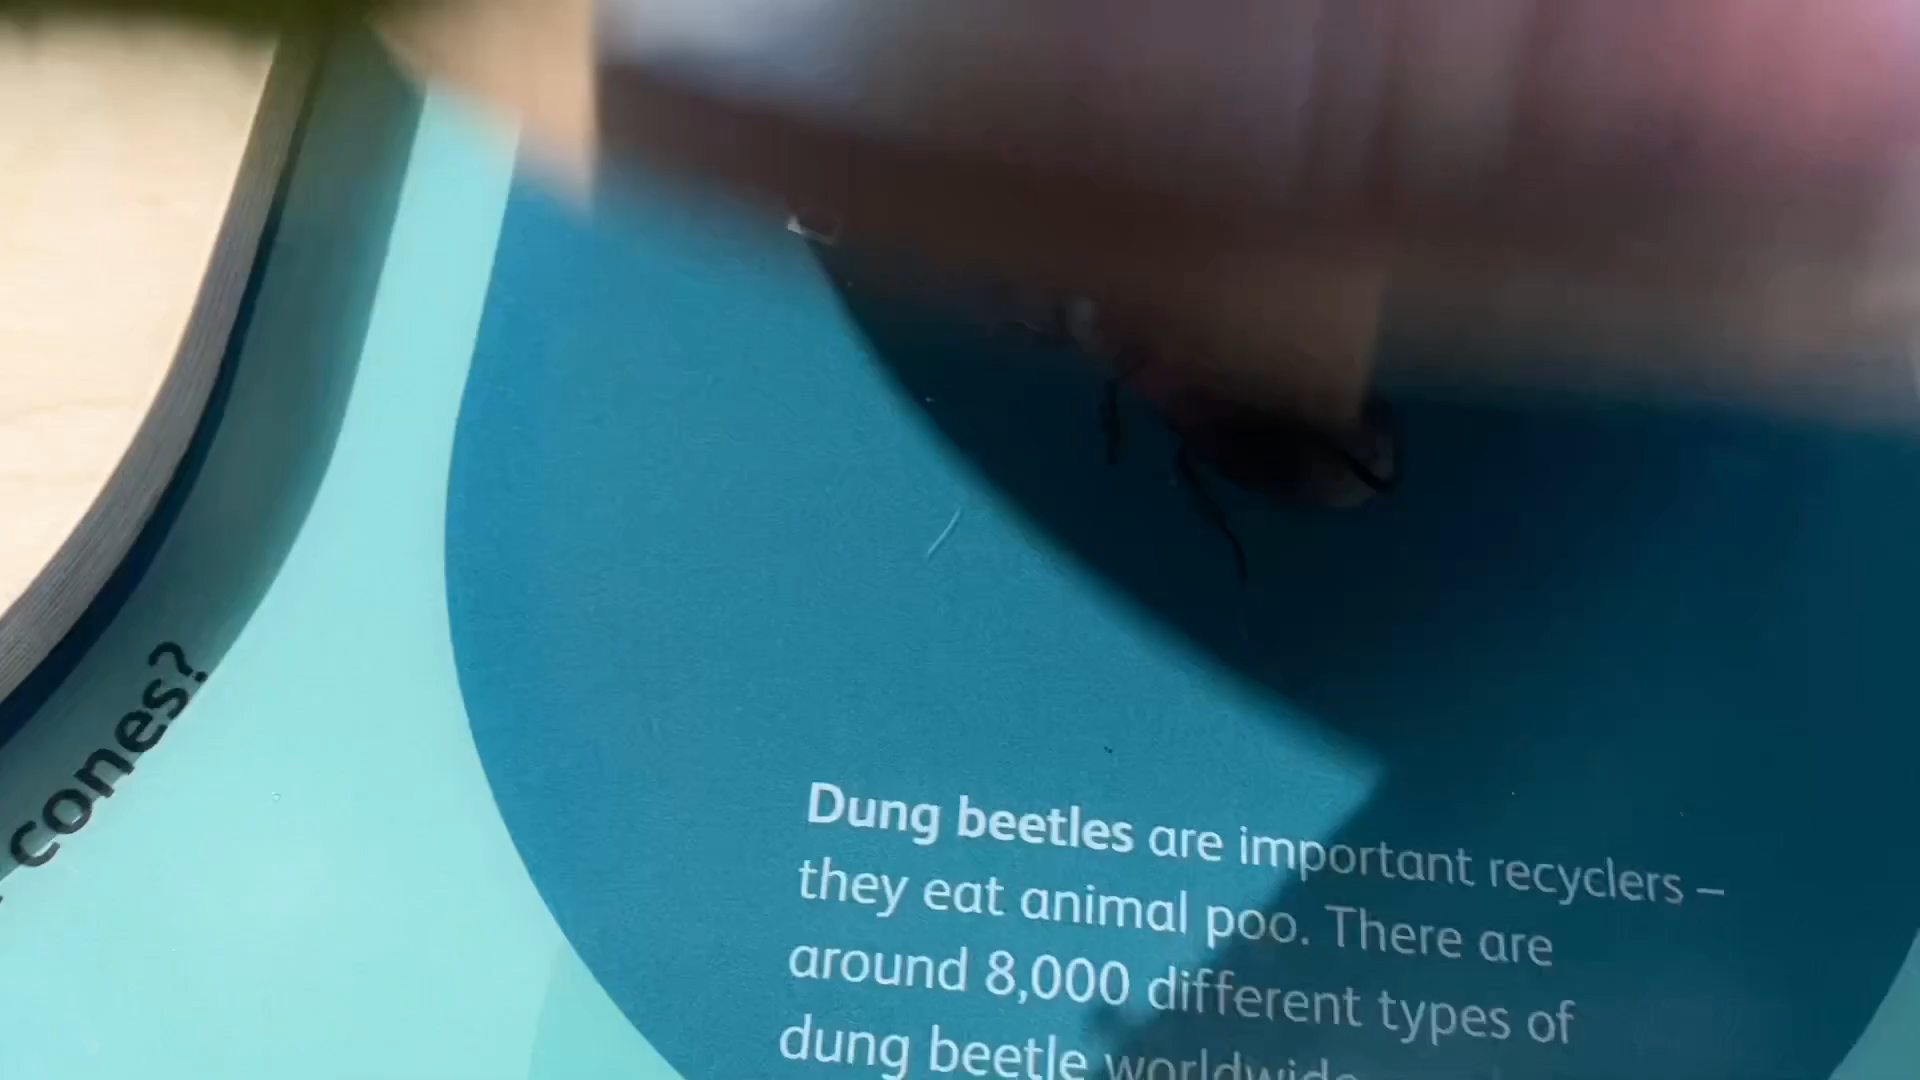 cones?
Dung beetles are important recyclers –
they eat animal poo. There are
around 8,000 different types of
dung beetle worldwide